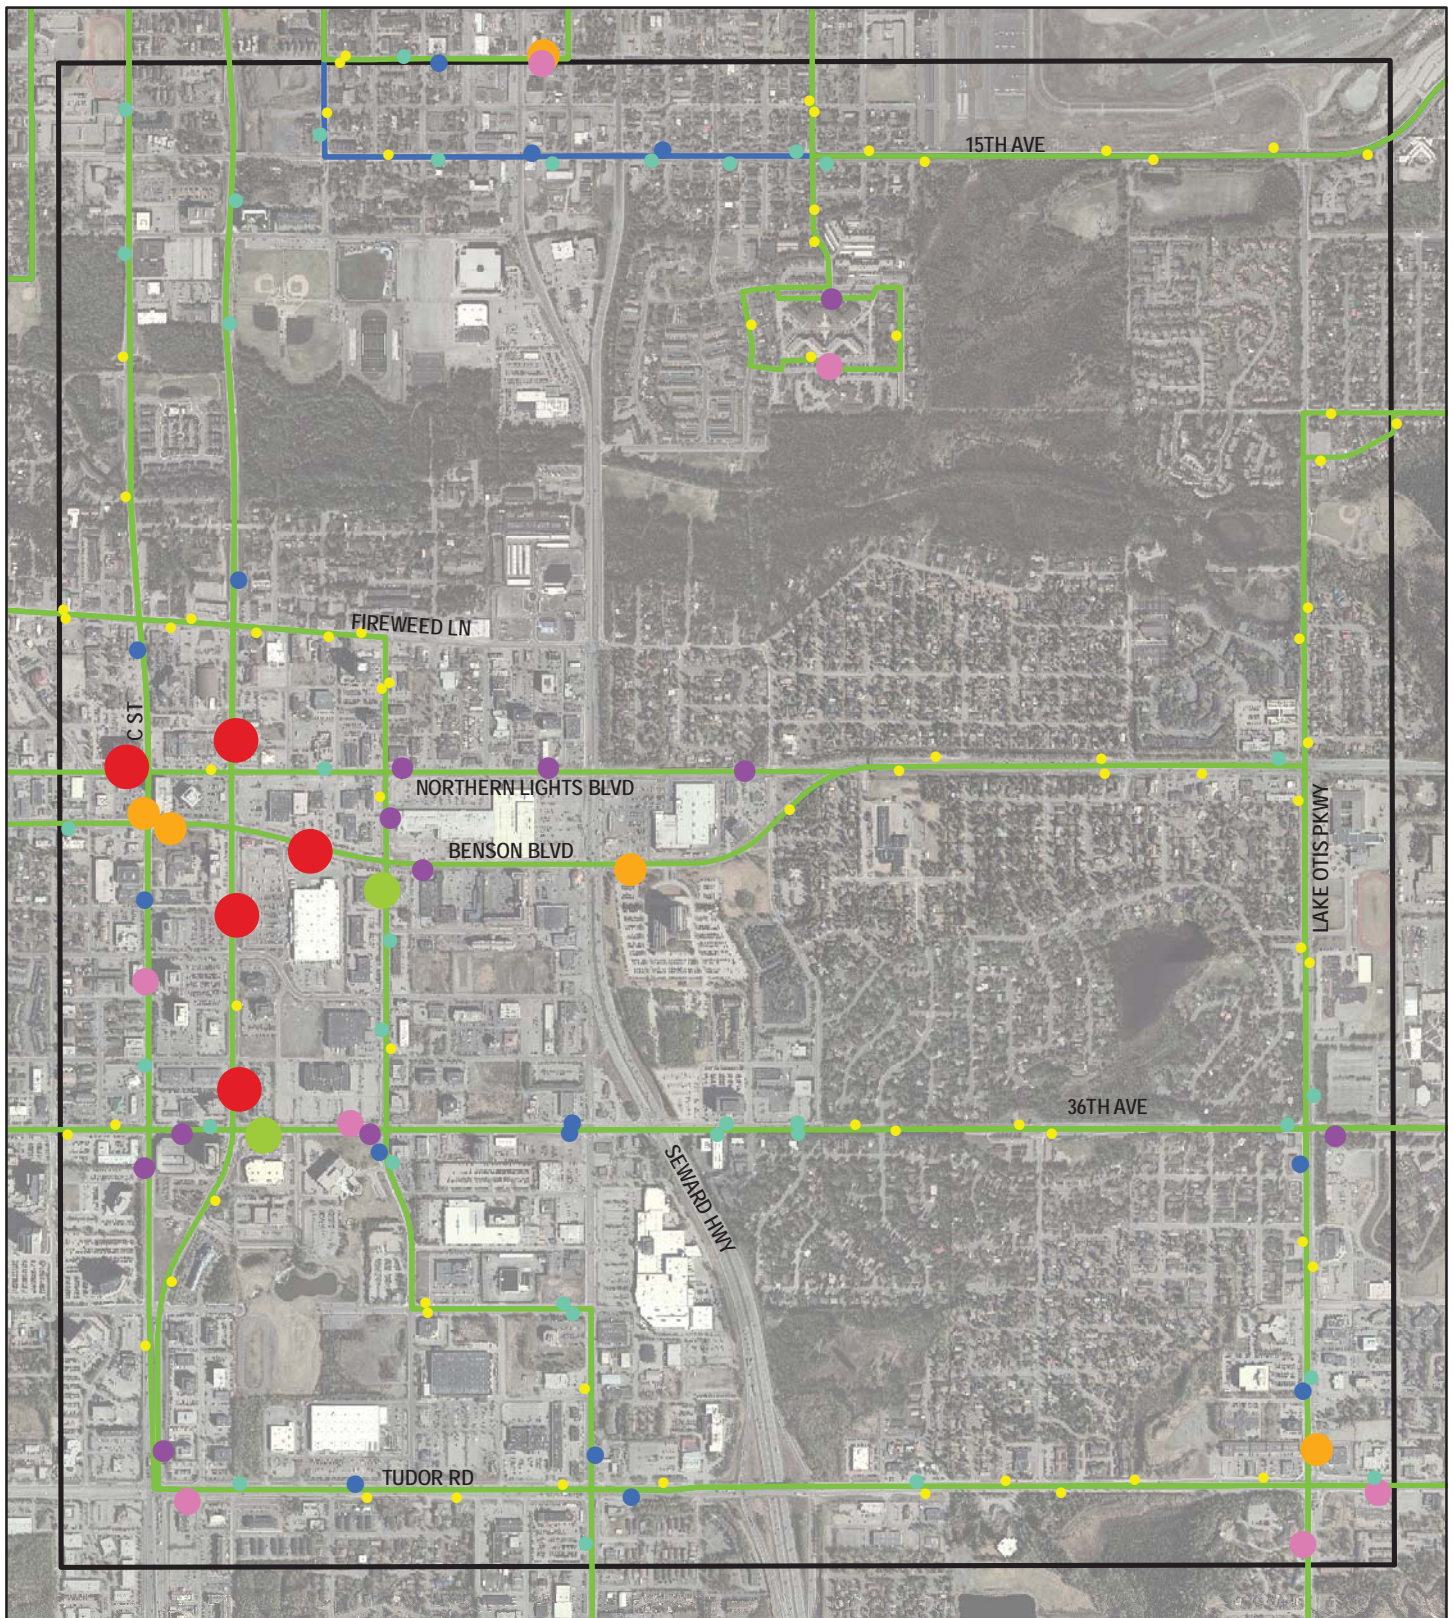 15TH AVE
FIREWEED LN
C ST
NORTHERN LIGHTS BLVD
BENSON BLVD
LAKE OTIS PKWY
36TH AVE
SEWARD HWY
TUDOR RD